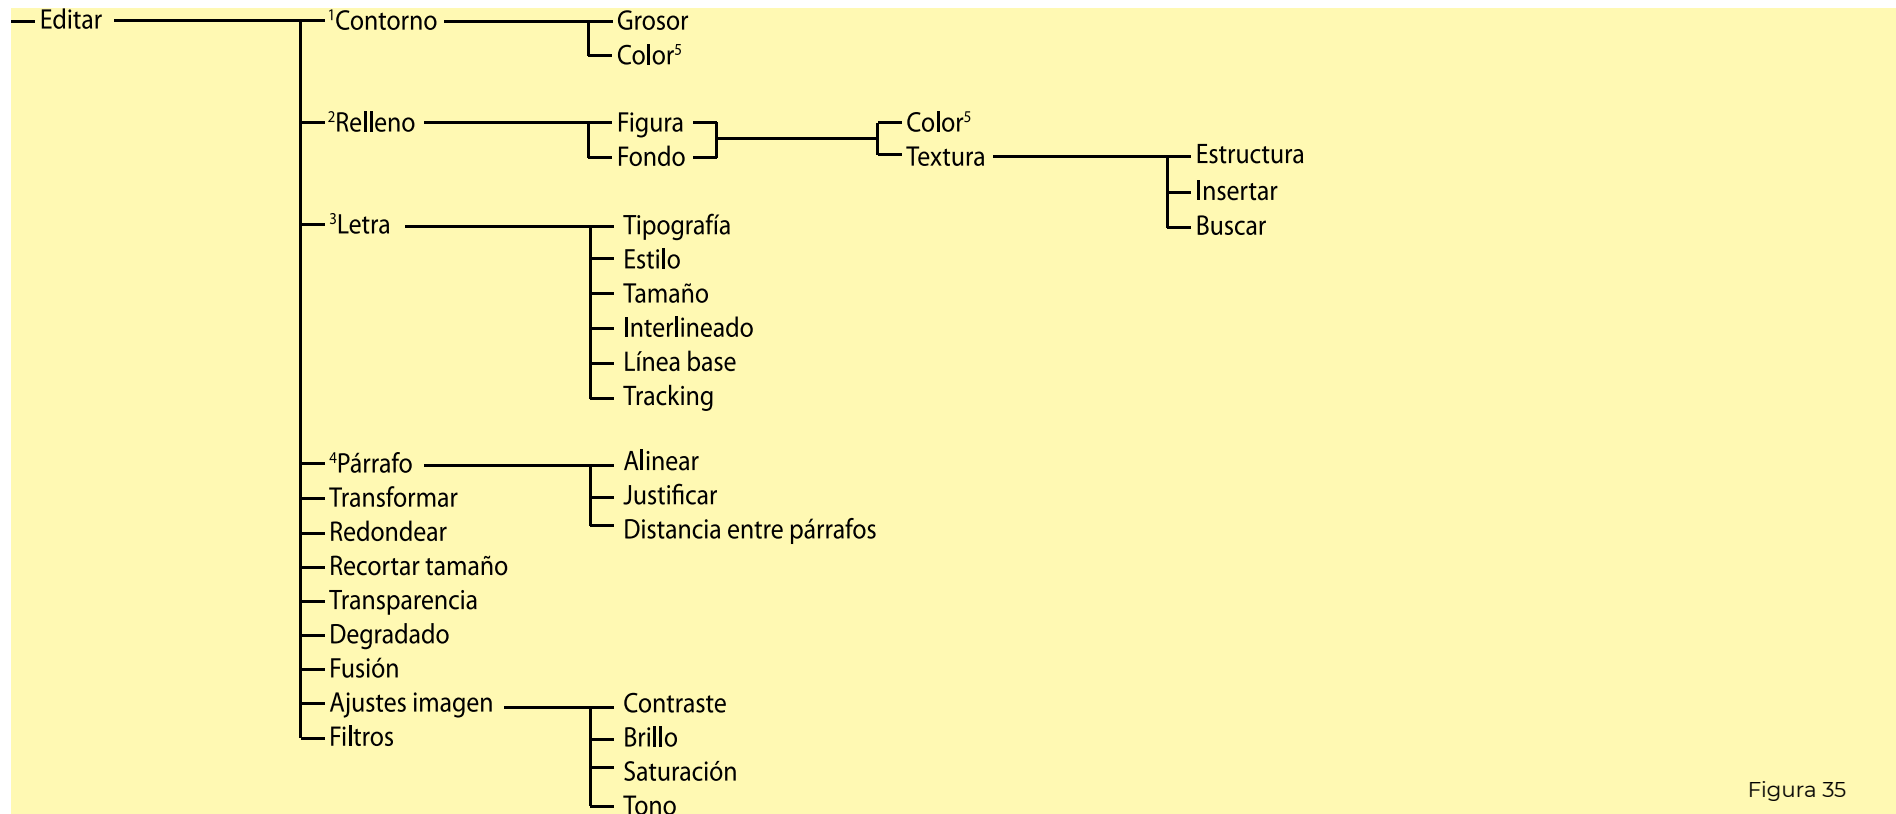 Editar
¹Contorno
Grosor
Color⁵
²Relleno
Figura
Fondo
Color⁵
Textura
Estructura
Insertar
Buscar
³Letra
Tipografía
Estilo
Tamaño
Interlineado
Línea base
Tracking
⁴Párrafo
Alinear
Justificar
Distancia entre párrafos
Transformar
Redondear
Recortar tamaño
Transparencia
Degradado
Fusión
Ajustes imagen
Contraste
Brillo
Saturación
Tono
Filtros
Figura 35